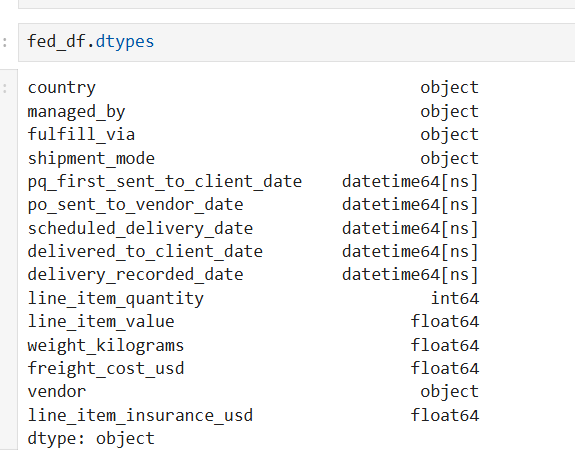 :
fed_df.dtypes
:
country object
managed_by object
fulfill_via object
shipment_mode object
pq_first_sent_to_client_date datetime64[ns]
po_sent_to_vendor_date datetime64[ns]
scheduled_delivery_date datetime64[ns]
delivered_to_client_date datetime64[ns]
delivery_recorded_date datetime64[ns]
line_item_quantity int64
line_item_value float64
weight_kilograms float64
freight_cost_usd float64
vendor object
line_item_insurance_usd float64
dtype: object